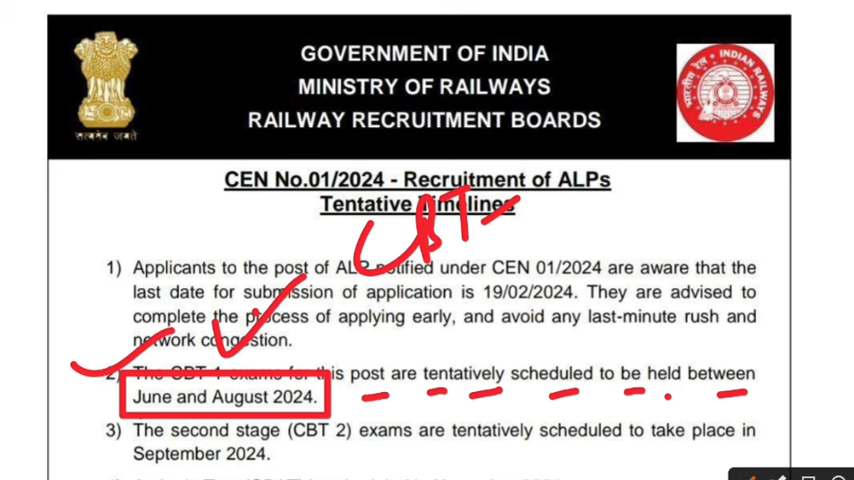 GOVERNMENT OF INDIA
MINISTRY OF RAILWAYS
RAILWAY RECRUITMENT BOARDS
सत्यमेव जयते
भारतीय रेल INDIAN RAILWAYS
CEN No.01/2024 - Recruitment of ALPs
Tentative Timelines
CBT-
1) Applicants to the post of ALP notified under CEN 01/2024 are aware that the
last date for submission of application is 19/02/2024. They are advised to
complete the process of applying early, and avoid any last-minute rush and
network congestion.
2) The CBT 1 exams for this post are tentatively scheduled to be held between
June and August 2024.
3) The second stage (CBT 2) exams are tentatively scheduled to take place in
September 2024.